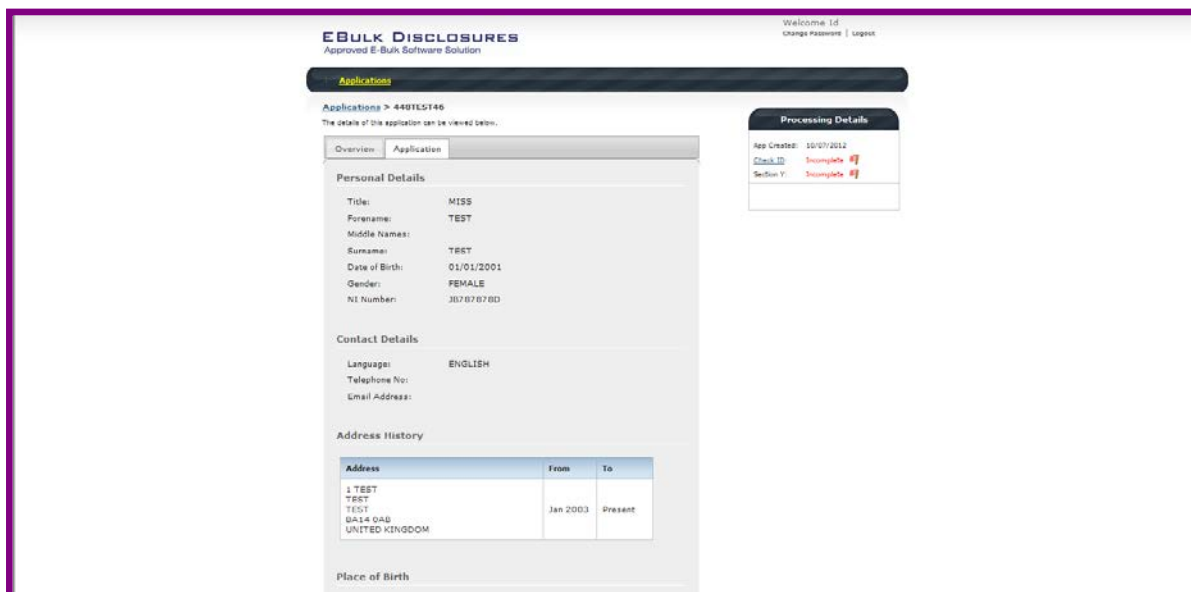 Welcome Id
Change Password | Logout
EBULK DISCLOSURES
Approved E-Bulk Software Solution
Applications
Applications > 440TEST46
The details of this application can be viewed below.
Overview Application
Personal Details
Title: MISS
Forename: TEST
Middle Names:
Surname: TEST
Date of Birth: 01/01/2001
Gender: FEMALE
NI Number: JB787878D
Contact Details
Language: ENGLISH
Telephone No:
Email Address:
Address History
Address From To
1 TEST
TEST
TEST
BA14 0AB
UNITED KINGDOM
Jan 2003 Present
Place of Birth
Processing Details
App Created: 10/07/2012
Check ID: Incomplete
Section Y: Incomplete